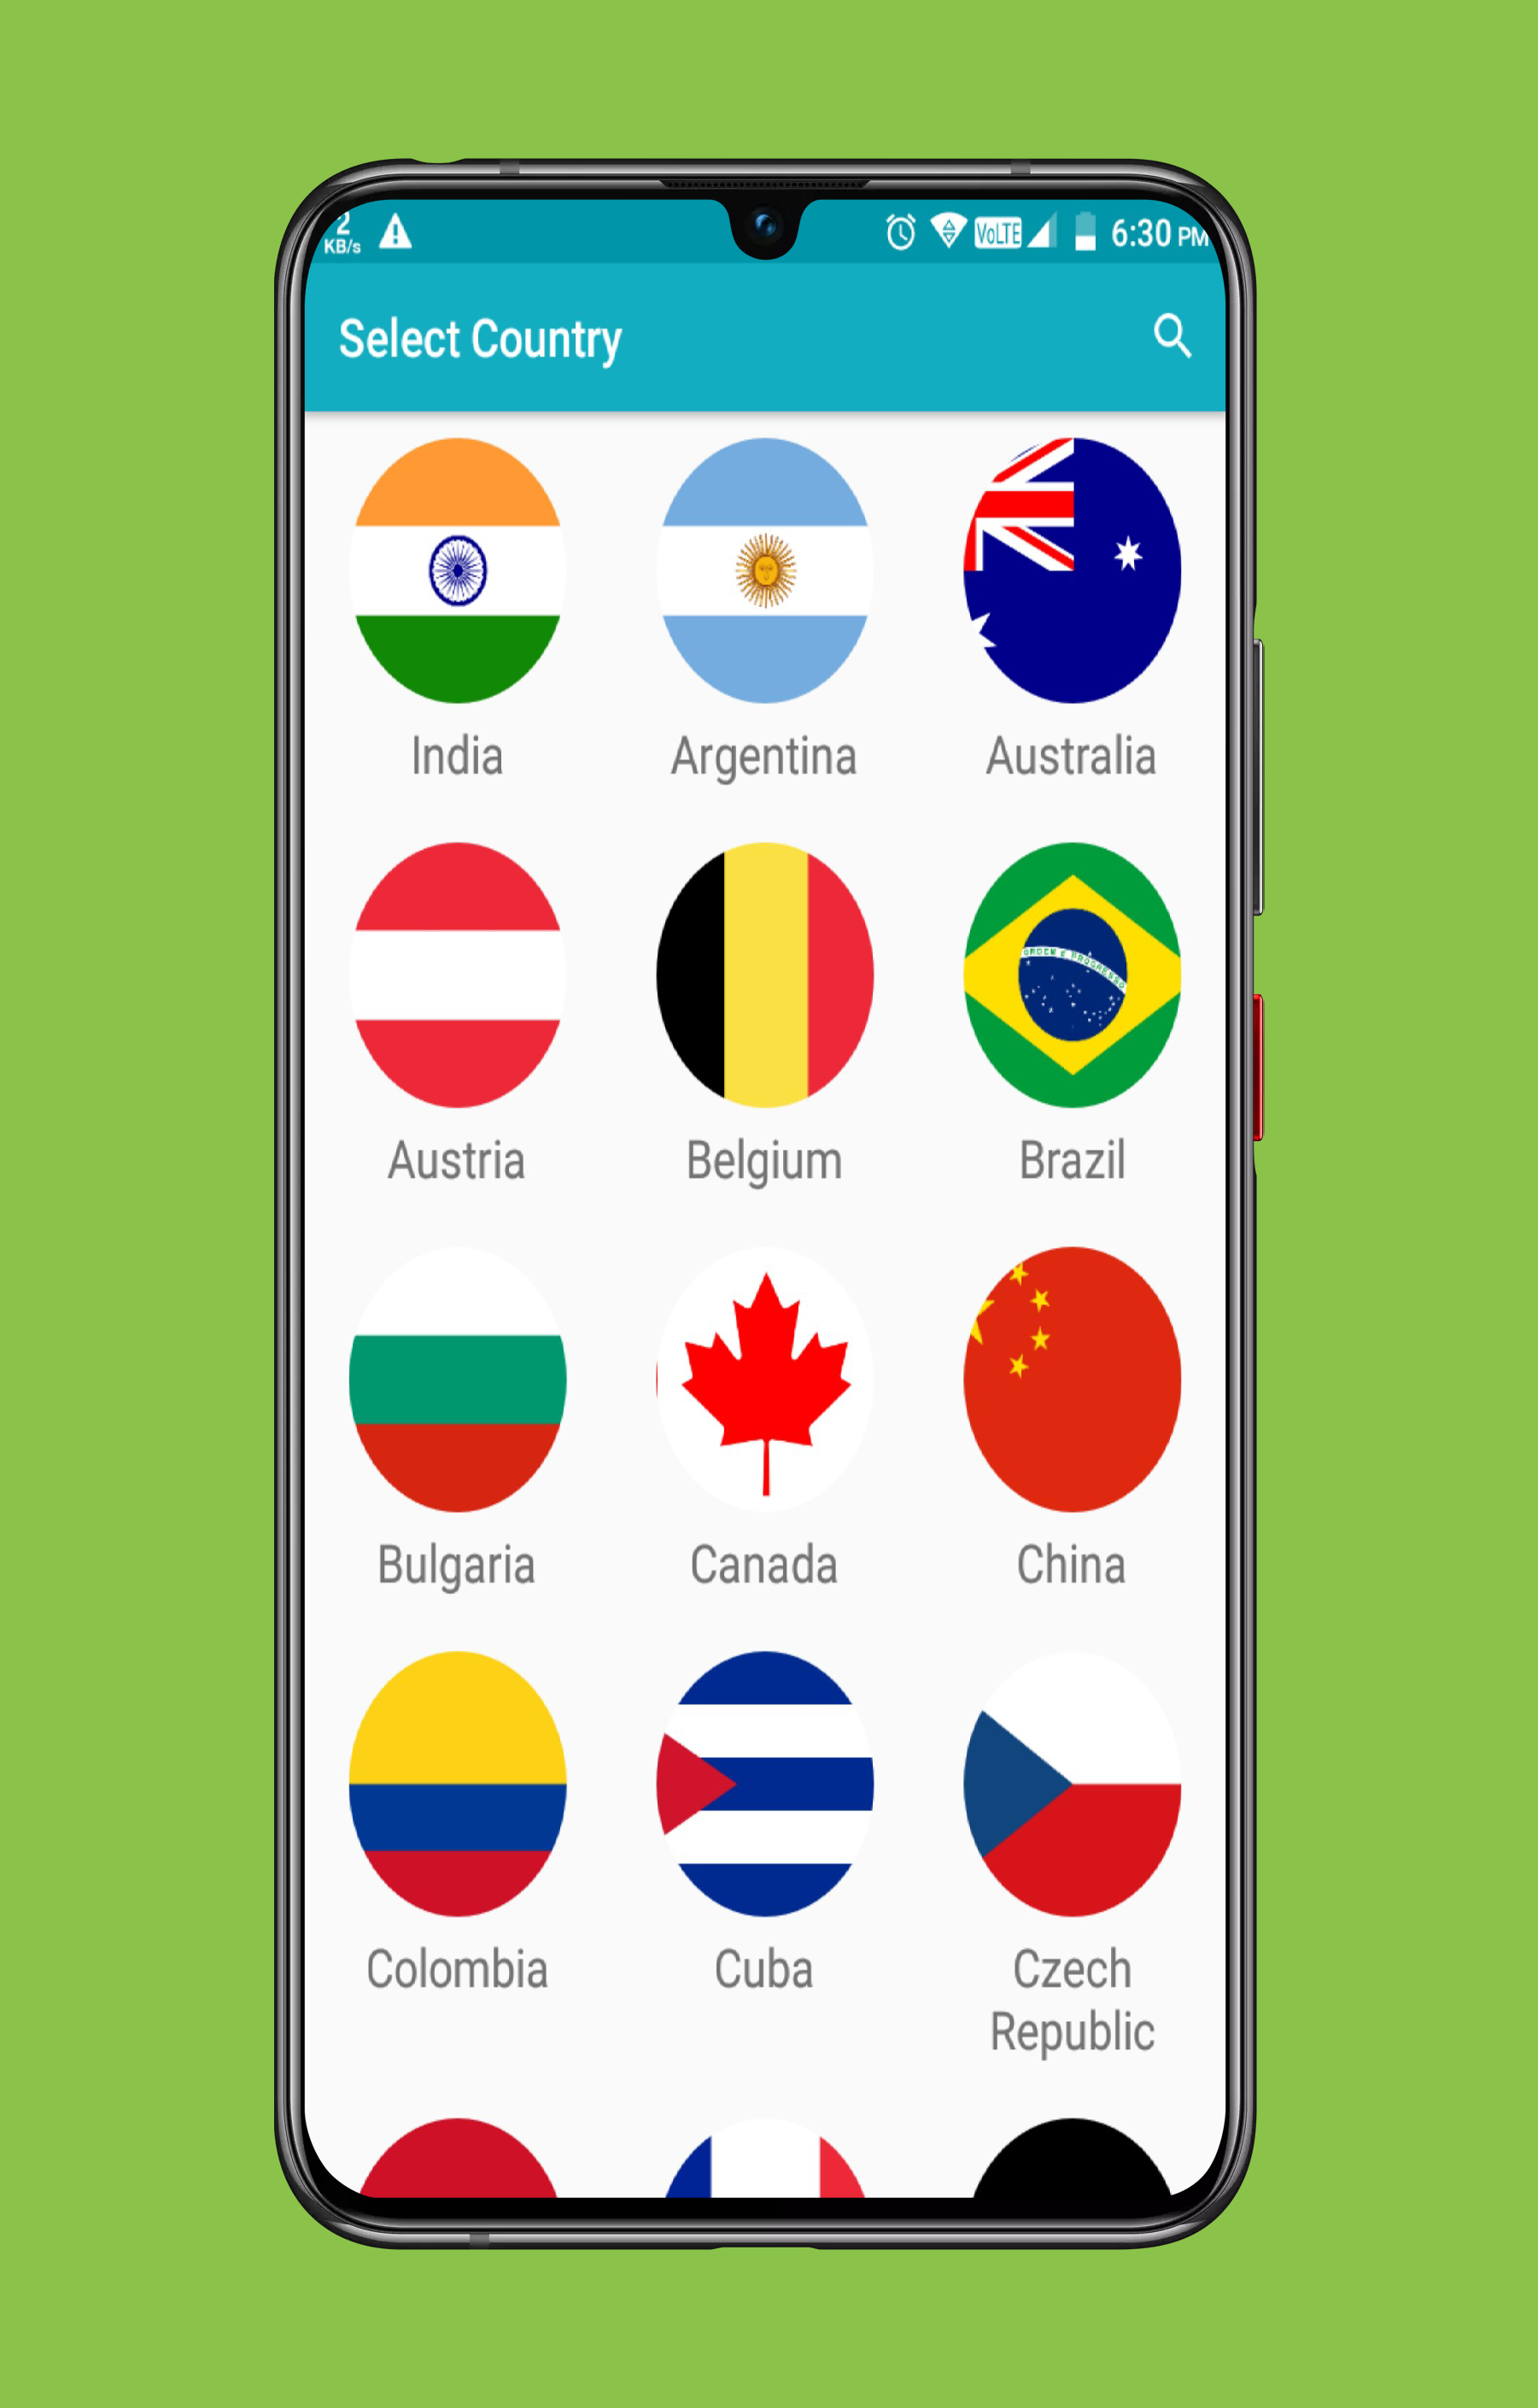 2
KB/s
VoLTE
6:30 PM
Select Country
India
Argentina
Australia
Austria
Belgium
ORDEM E PROGRESSO
Brazil
Bulgaria
Canada
China
Colombia
Cuba
Czech
Republic